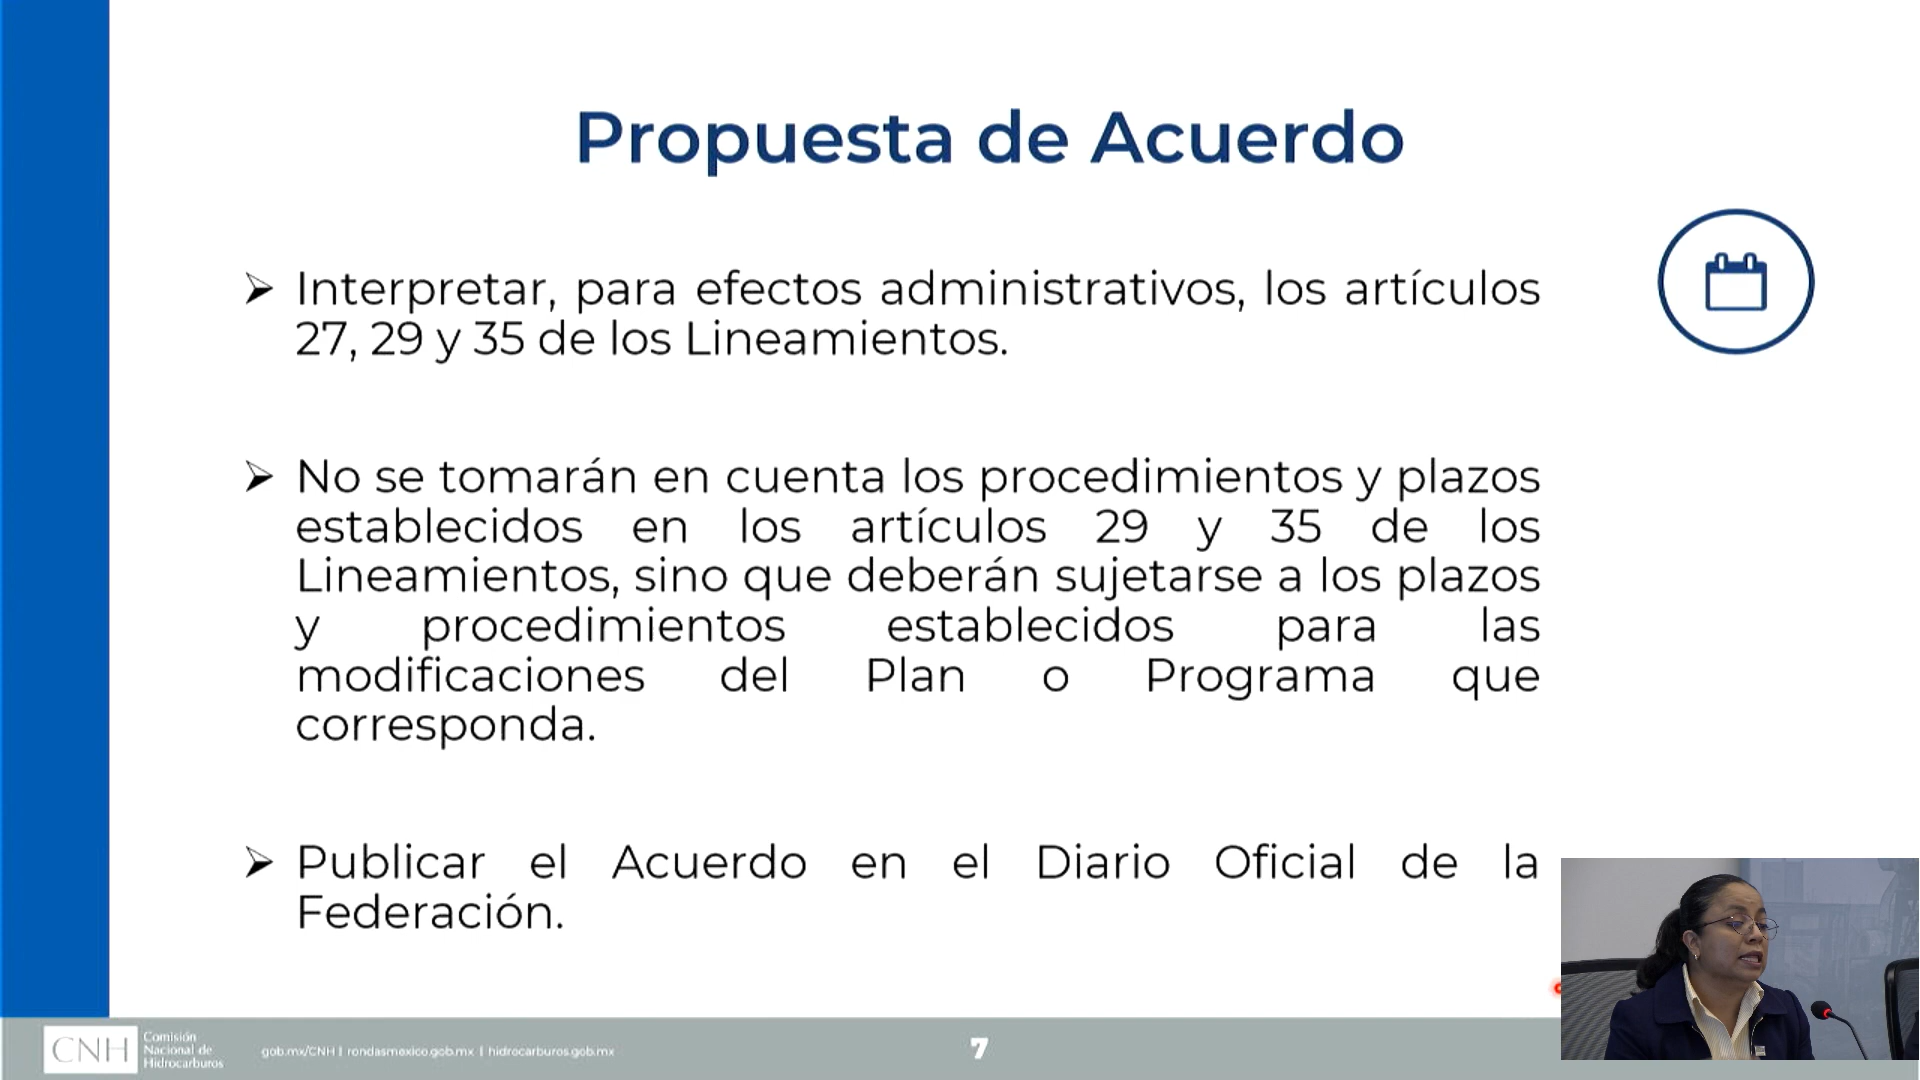 Propuesta de Acuerdo
Interpretar, para efectos administrativos, los artículos
27, 29 y 35 de los Lineamientos.
No se tomarán en cuenta los procedimientos y plazos
establecidos en los artículos 29 y 35 de los
Lineamientos, sino que deberán sujetarse a los plazos
y procedimientos establecidos para las
modificaciones del Plan o Programa que
corresponda.
Publicar el Acuerdo en el Diario Oficial de la
Federación.
CNH
Comisión
Nacional de
Hidrocarburos
gob.mx/CNH | rondasmexico.gob.mx | hidrocarburos.gob.mx
7